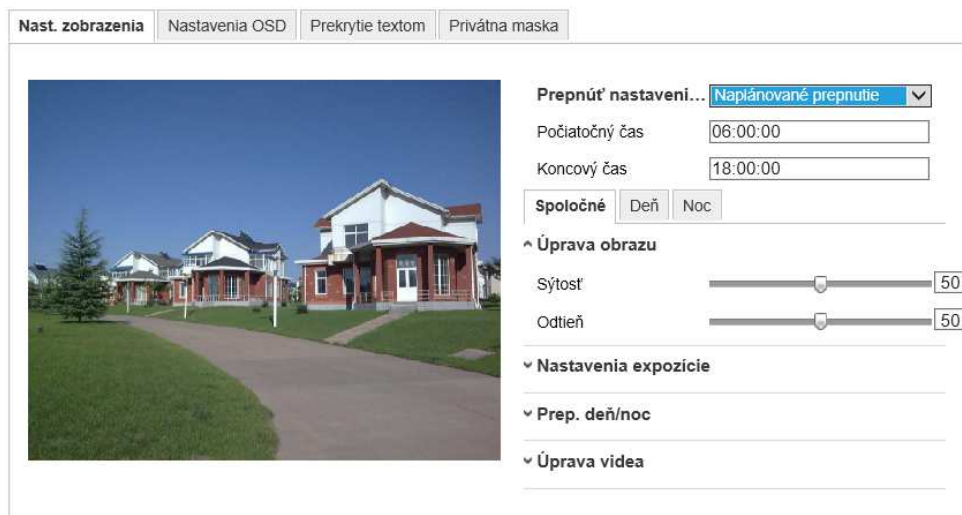 Nast. zobrazenia Nastavenia OSD Prekrytie textom Privátna maska
Prepnúť nastaveni... Naplánované prepnutie
Počiatočný čas 06:00:00
Koncový čas 18:00:00
Spoločné Deň Noc
Úprava obrazu
Sýtosť 50
Odtieň 50
Nastavenia expozície
Prep. deň/noc
Úprava videa